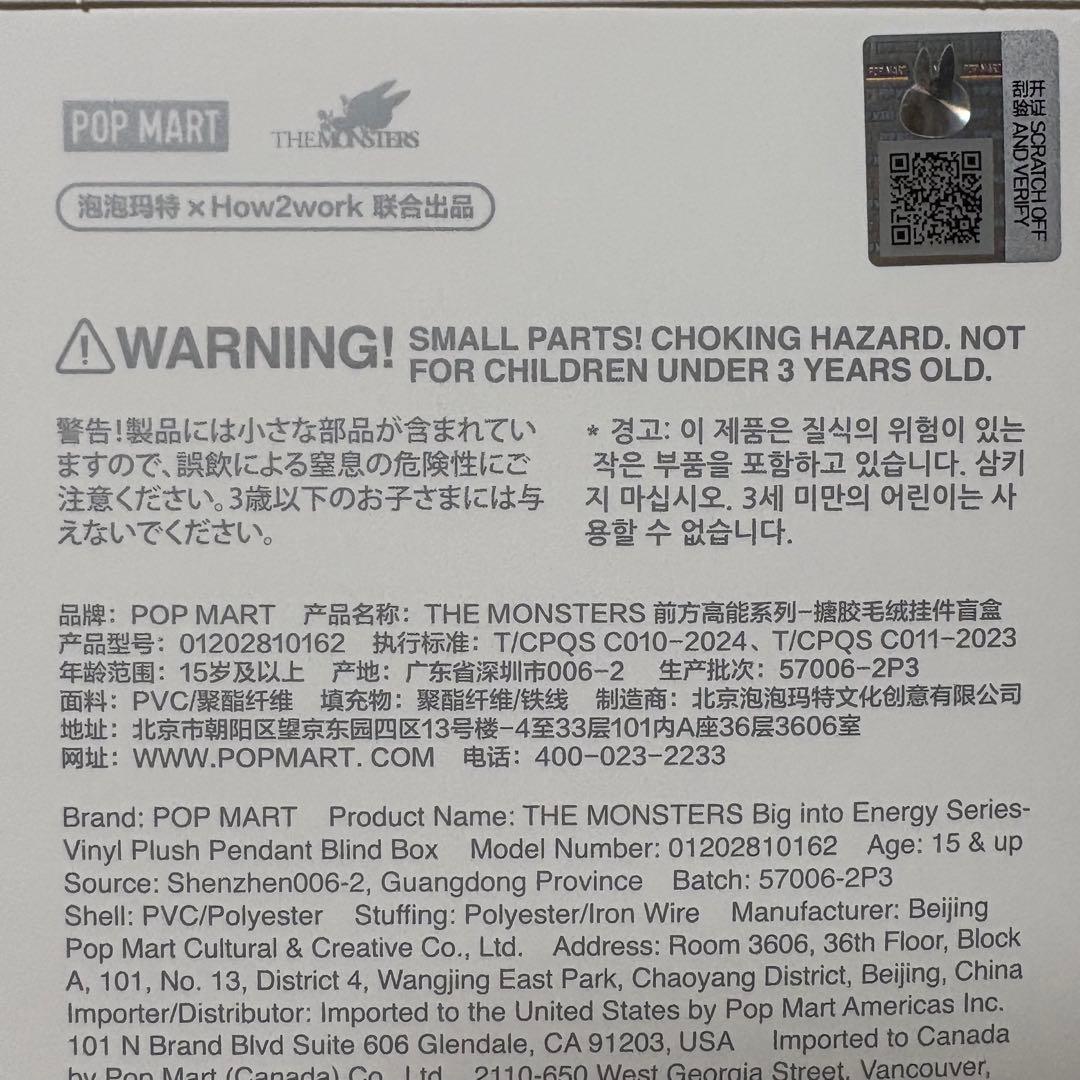 POP MART THE MONSTERS
泡泡玛特×How2work 联合出品
POP MART POP MART
刮开
验证 SCRATCH OFF
AND VERIFY
WARNING! SMALL PARTS! CHOKING HAZARD. NOT
FOR CHILDREN UNDER 3 YEARS OLD.
警告!製品には小さな部品が含まれてい
ますので、誤飲による窒息の危険性にご
注意ください。3歳以下のお子さまには与
えないでください。
* 경고: 이 제품은 질식의 위험이 있는
작은 부품을 포함하고 있습니다. 삼키
지 마십시오. 3세 미만의 어린이는 사
용할 수 없습니다.
品牌: POP MART 产品名称: THE MONSTERS 前方高能系列-搪胶毛绒挂件盲盒
产品型号: 01202810162 执行标准: T/CPQS C010-2024、T/CPQS C011-2023
年龄范围: 15岁及以上 产地: 广东省深圳市006-2 生产批次: 57006-2P3
面料: PVC/聚酯纤维 填充物: 聚酯纤维/铁线 制造商: 北京泡泡玛特文化创意有限公司
地址: 北京市朝阳区望京东园四区13号楼-4至33层101内A座36层3606室
网址: WWW.POPMART. COM 电话: 400-023-2233
Brand: POP MART Product Name: THE MONSTERS Big into Energy Series-
Vinyl Plush Pendant Blind Box Model Number: 01202810162 Age: 15 & up
Source: Shenzhen006-2, Guangdong Province Batch: 57006-2P3
Shell: PVC/Polyester Stuffing: Polyester/Iron Wire Manufacturer: Beijing
Pop Mart Cultural & Creative Co., Ltd. Address: Room 3606, 36th Floor, Block
A, 101, No. 13, District 4, Wangjing East Park, Chaoyang District, Beijing, China
Importer/Distributor: Imported to the United States by Pop Mart Americas Inc.
101 N Brand Blvd Suite 606 Glendale, CA 91203, USA Imported to Canada
by Pop Mart (Canada) Co., Ltd. 2110-650 West Georgia Street, Vancouver,